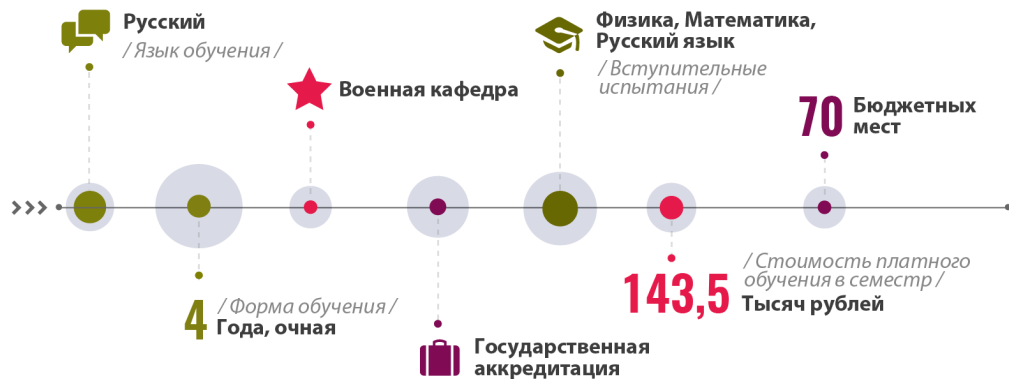 Русский
/ Язык обучения /
Военная кафедра
Физика, Математика,
Русский язык
/ Вступительные
испытания /
70 Бюджетных
мест
4 / Форма обучения /
Года, очная
Государственная
аккредитация
143,5 / Стоимость платного
обучения в семестр /
Тысяч рублей